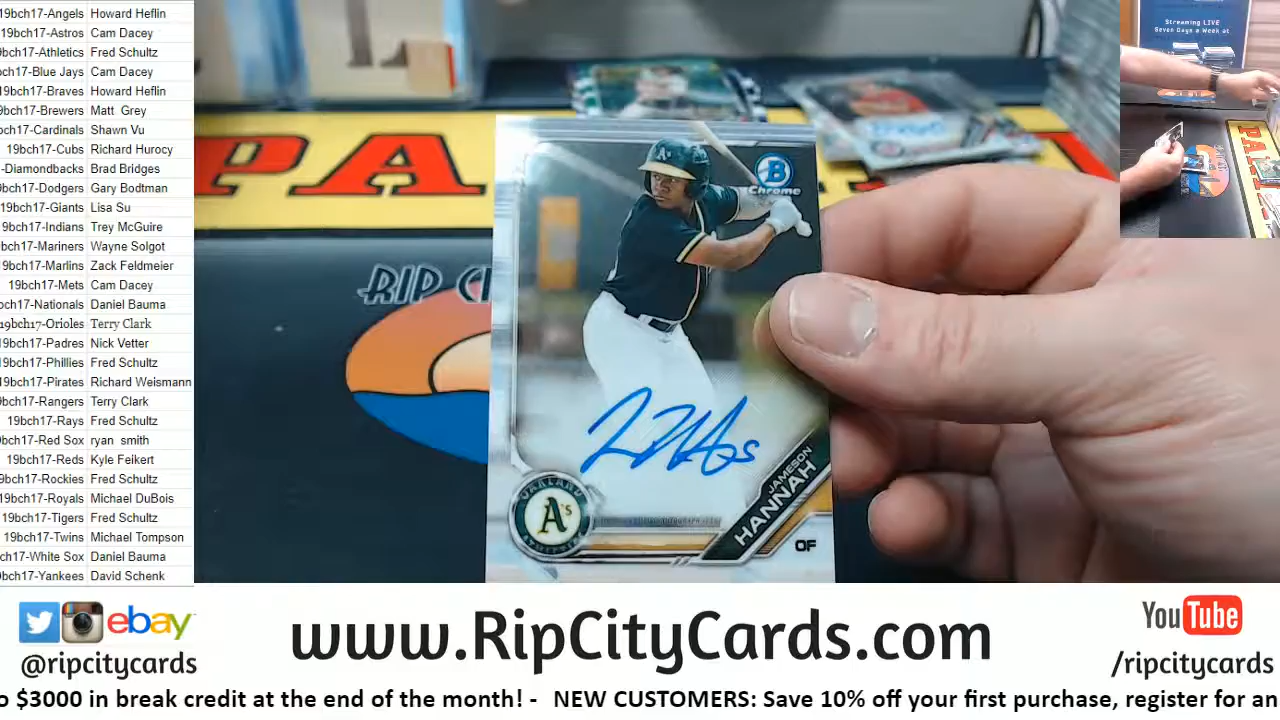 19bch17-Angels Howard Heflin
19bch17-Astros Cam Dacey
9bch17-Athletics Fred Schultz
bch17-Blue Jays Cam Dacey
9bch17-Braves Howard Heflin
bch17-Brewers Matt Grey
bch17-Cardinals Shawn Vu
19bch17-Cubs Richard Hurocy
-Diamondbacks Brad Bridges
9bch17-Dodgers Gary Bodtman
19bch17-Giants Lisa Su
9bch17-Indians Trey McGuire
bch17-Mariners Wayne Solgot
9bch17-Marlins Zack Feldmeier
19bch17-Mets Cam Dacey
bch17-Nationals Daniel Bauma
19bch17-Orioles Terry Clark
19bch17-Padres Nick Vetter
9bch17-Phillies Fred Schultz
9bch17-Pirates Richard Weismann
9bch17-Rangers Terry Clark
19bch17-Rays Fred Schultz
9bch17-Red Sox ryan smith
19bch17-Reds Kyle Feikert
9bch17-Rockies Fred Schultz
19bch17-Royals Michael DuBois
19bch17-Tigers Fred Schultz
19bch17-Twins Michael Tompson
ch17-White Sox Daniel Bauma
9bch17-Yankees David Schenk
Streaming LIVE
Seven Days a Week at
PA
RIP CI
A's
B
Chrome
JAMESON
HANNAH
OF
OAKLAND
A's
ATHLETICS
ebay
@ripcitycards
www.RipCityCards.com
YouTube
/ripcitycards
o $3000 in break credit at the end of the month! - NEW CUSTOMERS: Save 10% off your first purchase, register for an